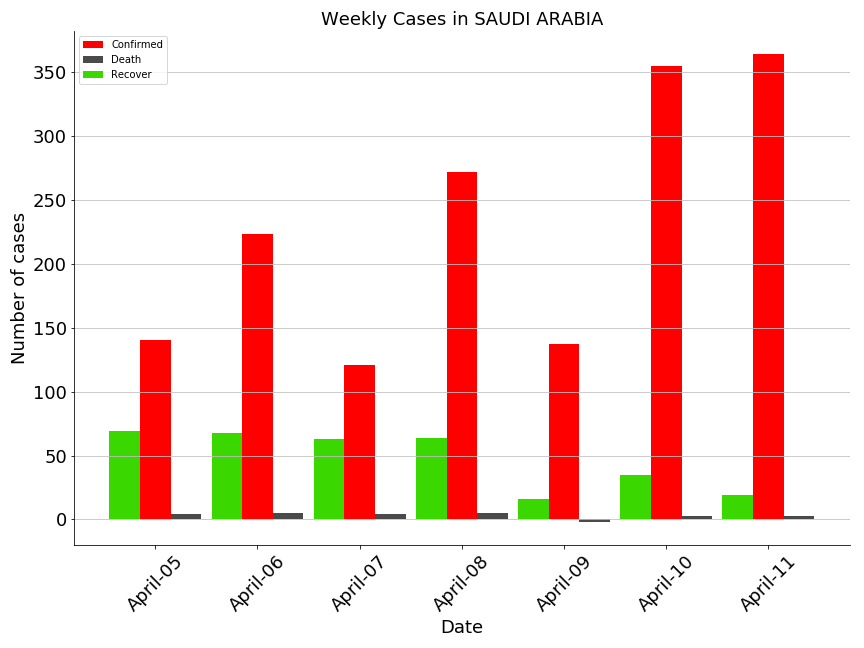 Weekly Cases in SAUDI ARABIA
Confirmed
Death
Recover
350
300
250
200
150
100
50
0
Number of cases
April-05
April-06
April-07
April-08
April-09
April-10
April-11
Date